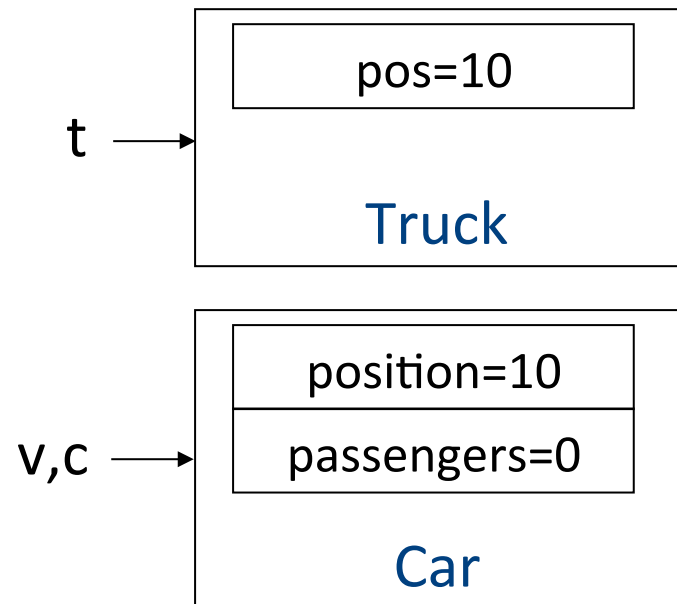 pos=10
t
Truck
position=10
v,c
passengers=0
Car